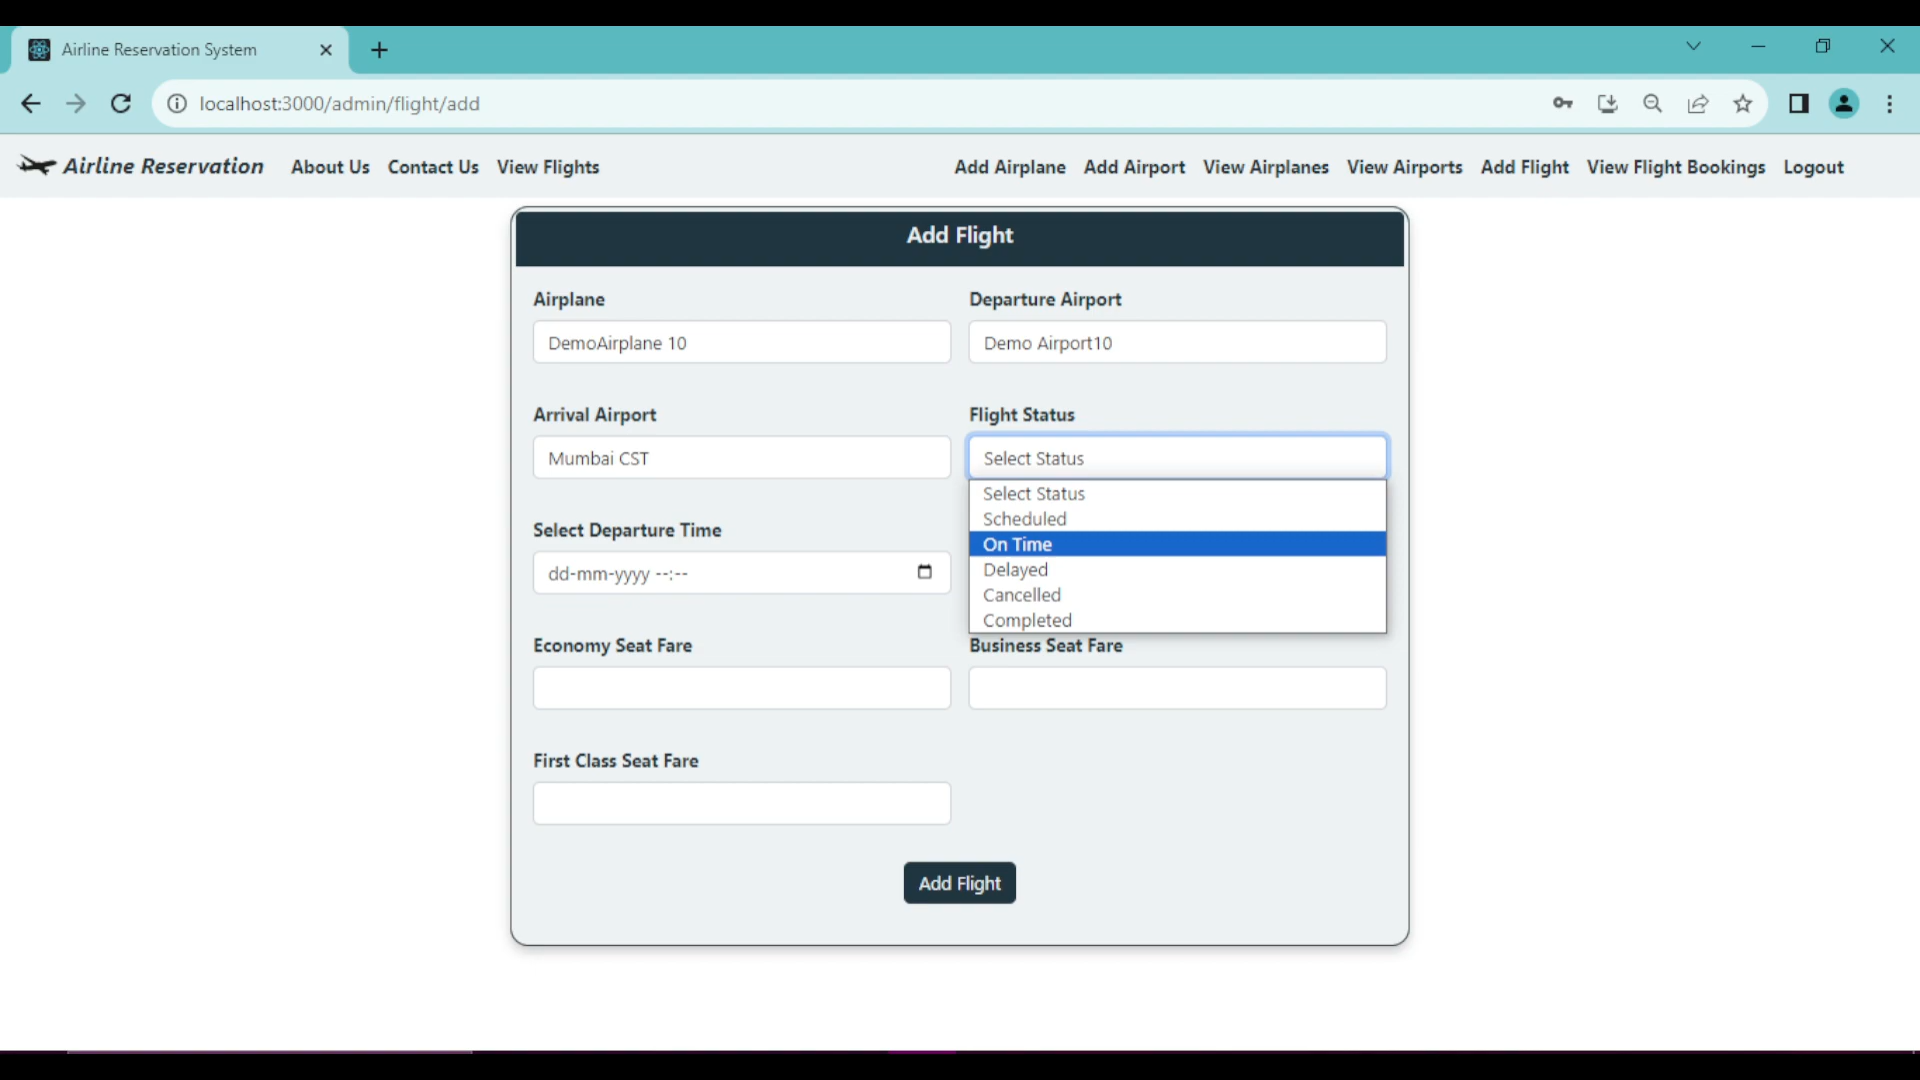 Airline Reservation System
localhost:3000/admin/flight/add
Airline Reservation About Us Contact Us View Flights Add Airplane Add Airport View Airplanes View Airports Add Flight View Flight Bookings Logout
Add Flight
Airplane Departure Airport
DemoAirplane 10 Demo Airport10
Arrival Airport Flight Status
Mumbai CST Select Status
Select Status
Scheduled
On Time
Delayed
Cancelled
Completed
Select Departure Time
dd-mm-yyyy --:--
Economy Seat Fare Business Seat Fare
First Class Seat Fare
Add Flight